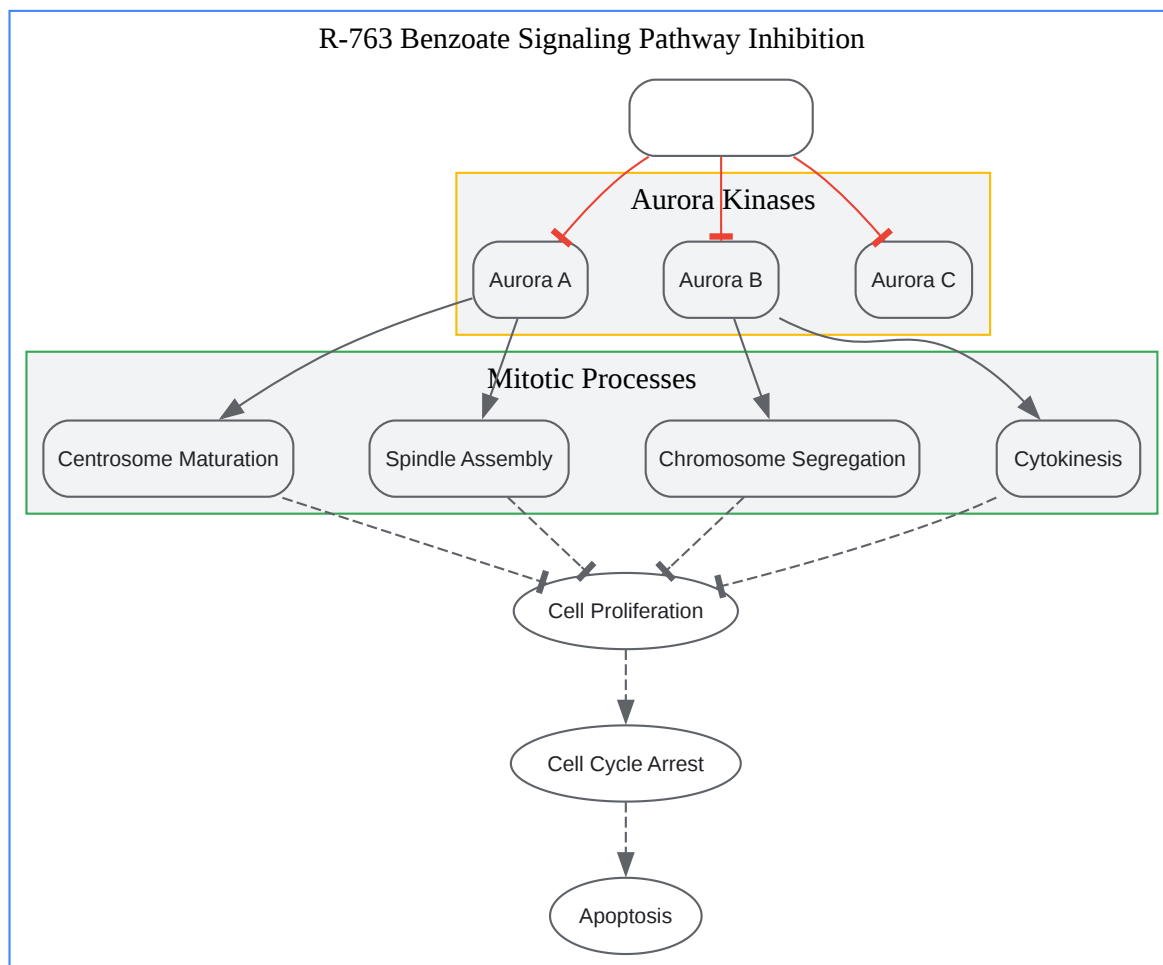 R-763 Benzoate Signaling Pathway Inhibition
Aurora Kinases
Aurora A
Aurora B
Aurora C
Mitotic Processes
Centrosome Maturation
Spindle Assembly
Chromosome Segregation
Cytokinesis
Cell Proliferation
Cell Cycle Arrest
Apoptosis